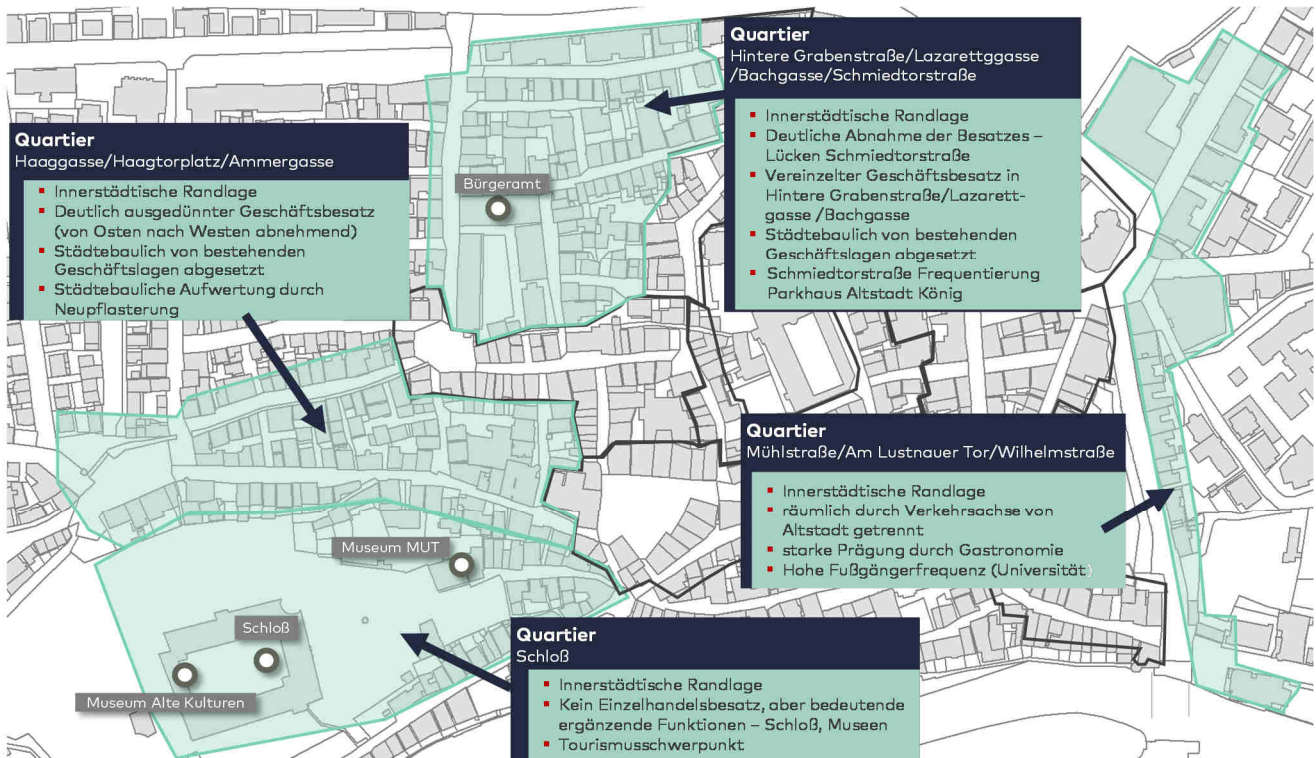 Quartier
Haaggasse/Haagtorplatz/Ammergasse
▪ Innerstädtische Randlage
▪ Deutlich ausgedünnter Geschäftsbesatz
(von Osten nach Westen abnehmend)
▪ Städtebaulich von bestehenden
Geschäftslagen abgesetzt
▪ Städtebauliche Aufwertung durch
Neupflasterung
Bürgeramt
Quartier
Hintere Grabenstraße/Lazarettggasse
/Bachgasse/Schmiedtorstraße
▪ Innerstädtische Randlage
▪ Deutliche Abnahme der Besatzes –
Lücken Schmiedtorstraße
▪ Vereinzelter Geschäftsbesatz in
Hintere Grabenstraße/Lazarett-
gasse /Bachgasse
▪ Städtebaulich von bestehenden
Geschäftslagen abgesetzt
▪ Schmiedtorstraße Frequentierung
Parkhaus Altstadt König
Quartier
Mühlstraße/Am Lustnauer Tor/Wilhelmstraße
▪ Innerstädtische Randlage
▪ räumlich durch Verkehrsachse von
Altstadt getrennt
▪ starke Prägung durch Gastronomie
▪ Hohe Fußgängerfrequenz (Universität)
Museum MUT
Schloß
Museum Alte Kulturen
Quartier
Schloß
▪ Innerstädtische Randlage
▪ Kein Einzelhandelsbesatz, aber bedeutende
ergänzende Funktionen – Schloß, Museen
▪ Tourismusschwerpunkt